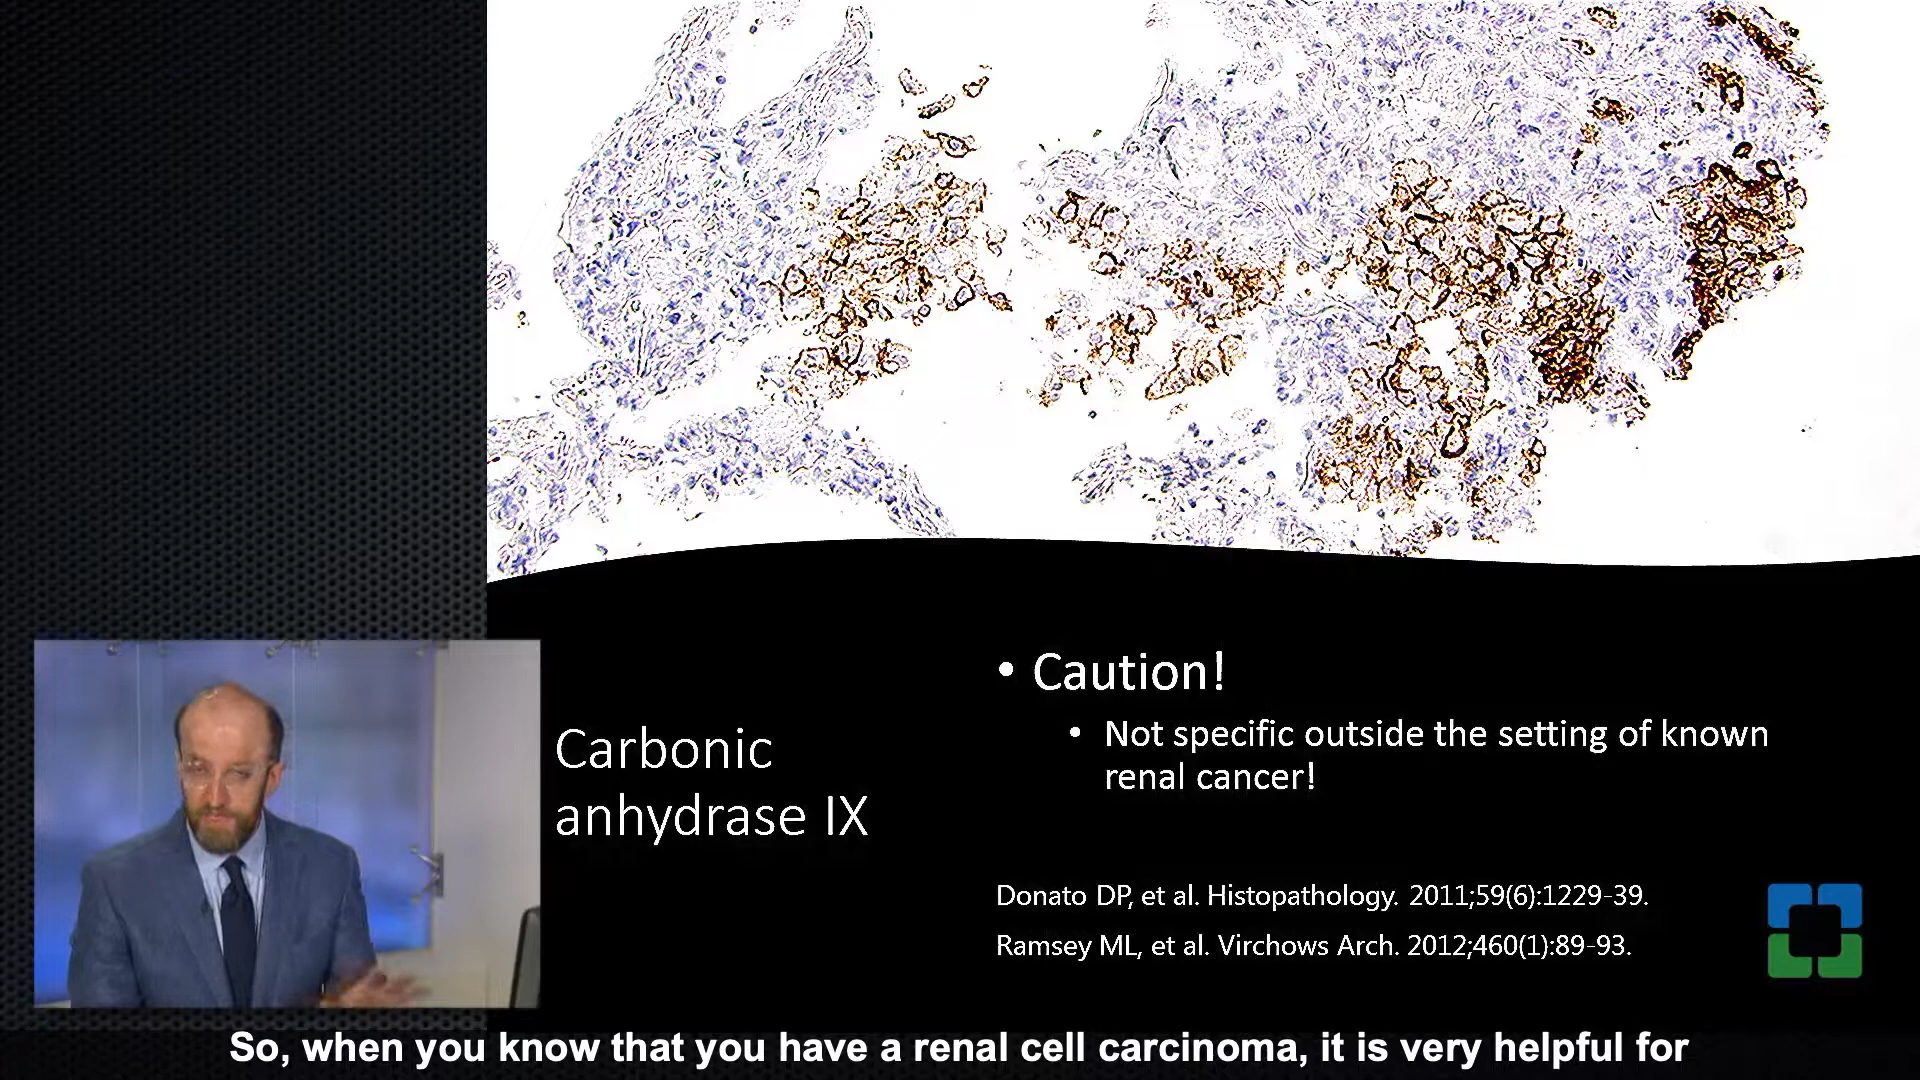 Carbonic
anhydrase IX
• Caution!
• Not specific outside the setting of known
renal cancer!
Donato DP, et al. Histopathology. 2011;59(6):1229-39.
Ramsey ML, et al. Virchows Arch. 2012;460(1):89-93.
So, when you know that you have a renal cell carcinoma, it is very helpful for